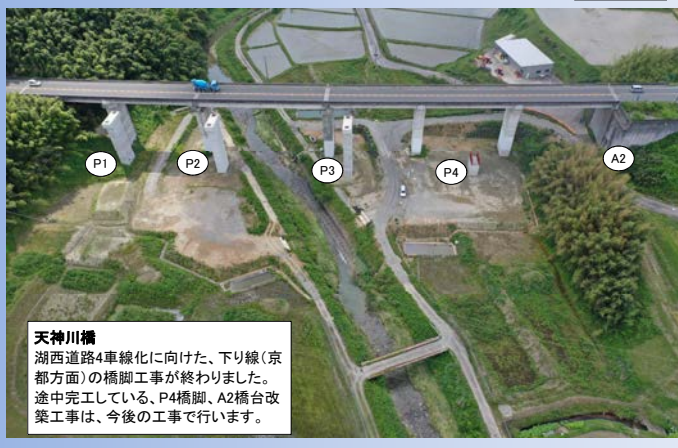 P1
P2
P3
P4
A2
天神川橋
湖西道路4車線化に向けた、下り線(京
都方面)の橋脚工事が終わりました。
途中完工している、P4橋脚、A2橋台改
築工事は、今後の工事で行います。